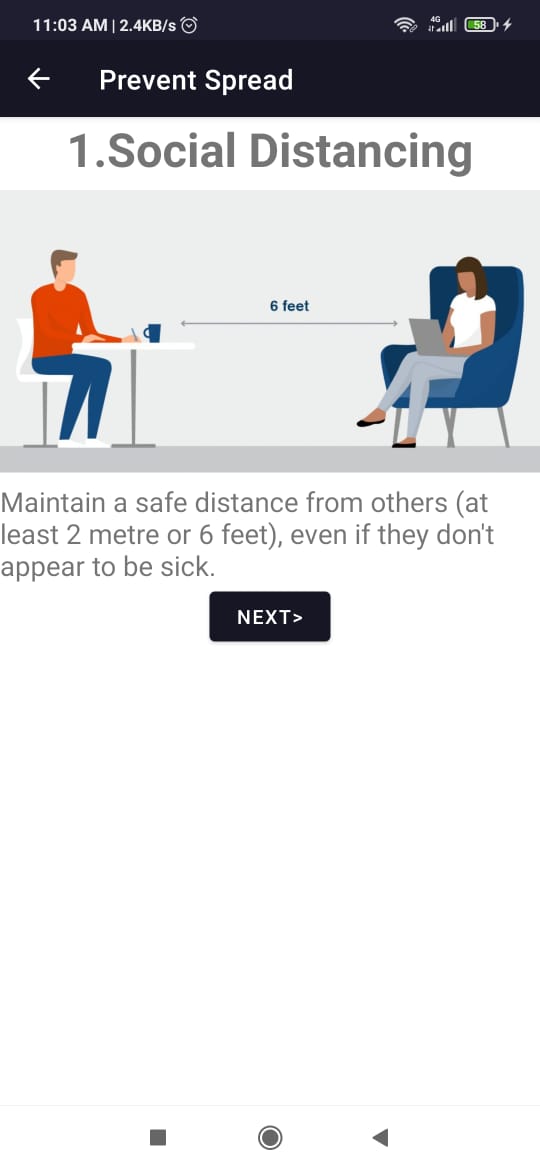 11:03 AM | 2.4KB/s
4G
58
Prevent Spread
1.Social Distancing
6 feet
Maintain a safe distance from others (at
least 2 metre or 6 feet), even if they don't
appear to be sick.
NEXT>